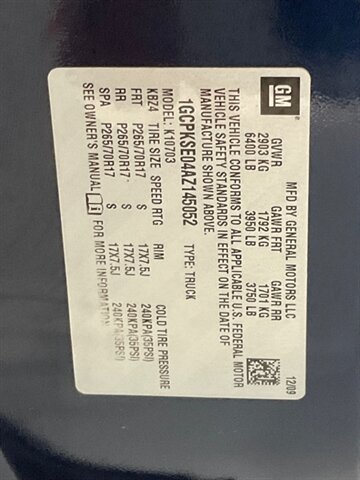 GM
MFD BY GENERAL MOTORS LLC 12/09
GVWR GAWR FRT GAWR RR
2903 KG 1792 KG 1701 KG
6400 LB 3950 LB 3750 LB
THIS VEHICLE CONFORMS TO ALL APPLICABLE U.S. FEDERAL MOTOR
VEHICLE SAFETY STANDARDS IN EFFECT ON THE DATE OF
MANUFACTURE SHOWN ABOVE.
1GCPKSE04AZ145052 TYPE: TRUCK
MODEL: K10703
KBZ4 TIRE SIZE SPEED RTG RIM COLD TIRE PRESSURE
FRT P265/70R17 S 17X7.5J 240KPA(35PSI)
RR P265/70R17 S 17X7.5J 240KPA(35PSI)
SPA P265/70R17 S 17X7.5J 240KPA(35PSI)
SEE OWNER'S MANUAL FOR MORE INFORMATION